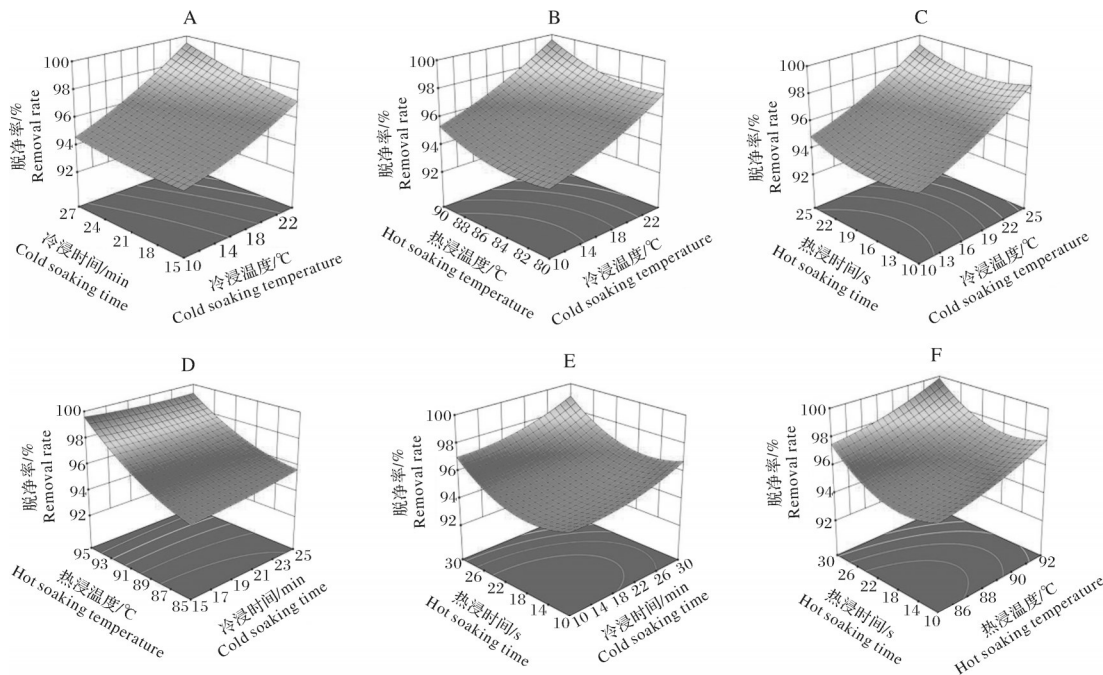 A
100
98
96
94
92
脱净率/%
Removal rate
27
24
21
18
15
冷浸时间/min
Cold soaking time
10
14
18
22
冷浸温度/℃
Cold soaking temperature
B
100
98
96
94
92
脱净率/%
Removal rate
90
88
86
84
82
80
热浸温度/℃
Hot soaking temperature
10
14
18
22
冷浸温度/℃
Cold soaking temperature
C
100
98
96
94
92
脱净率/%
Removal rate
25
22
19
16
13
10
热浸时间/s
Hot soaking time
10
13
16
19
22
25
冷浸温度/℃
Cold soaking temperature
D
100
98
96
94
92
脱净率/%
Removal rate
95
93
91
89
87
85
热浸温度/℃
Hot soaking temperature
15
17
19
21
23
25
冷浸时间/min
Cold soaking time
E
100
98
96
94
92
脱净率/%
Removal rate
30
26
22
18
14
10
热浸时间/s
Hot soaking time
10
14
18
22
26
30
冷浸时间/min
Cold soaking time
F
100
98
96
94
92
脱净率/%
Removal rate
30
26
22
18
14
10
热浸时间/s
Hot soaking time
86
88
90
92
热浸温度/℃
Hot soaking temperature